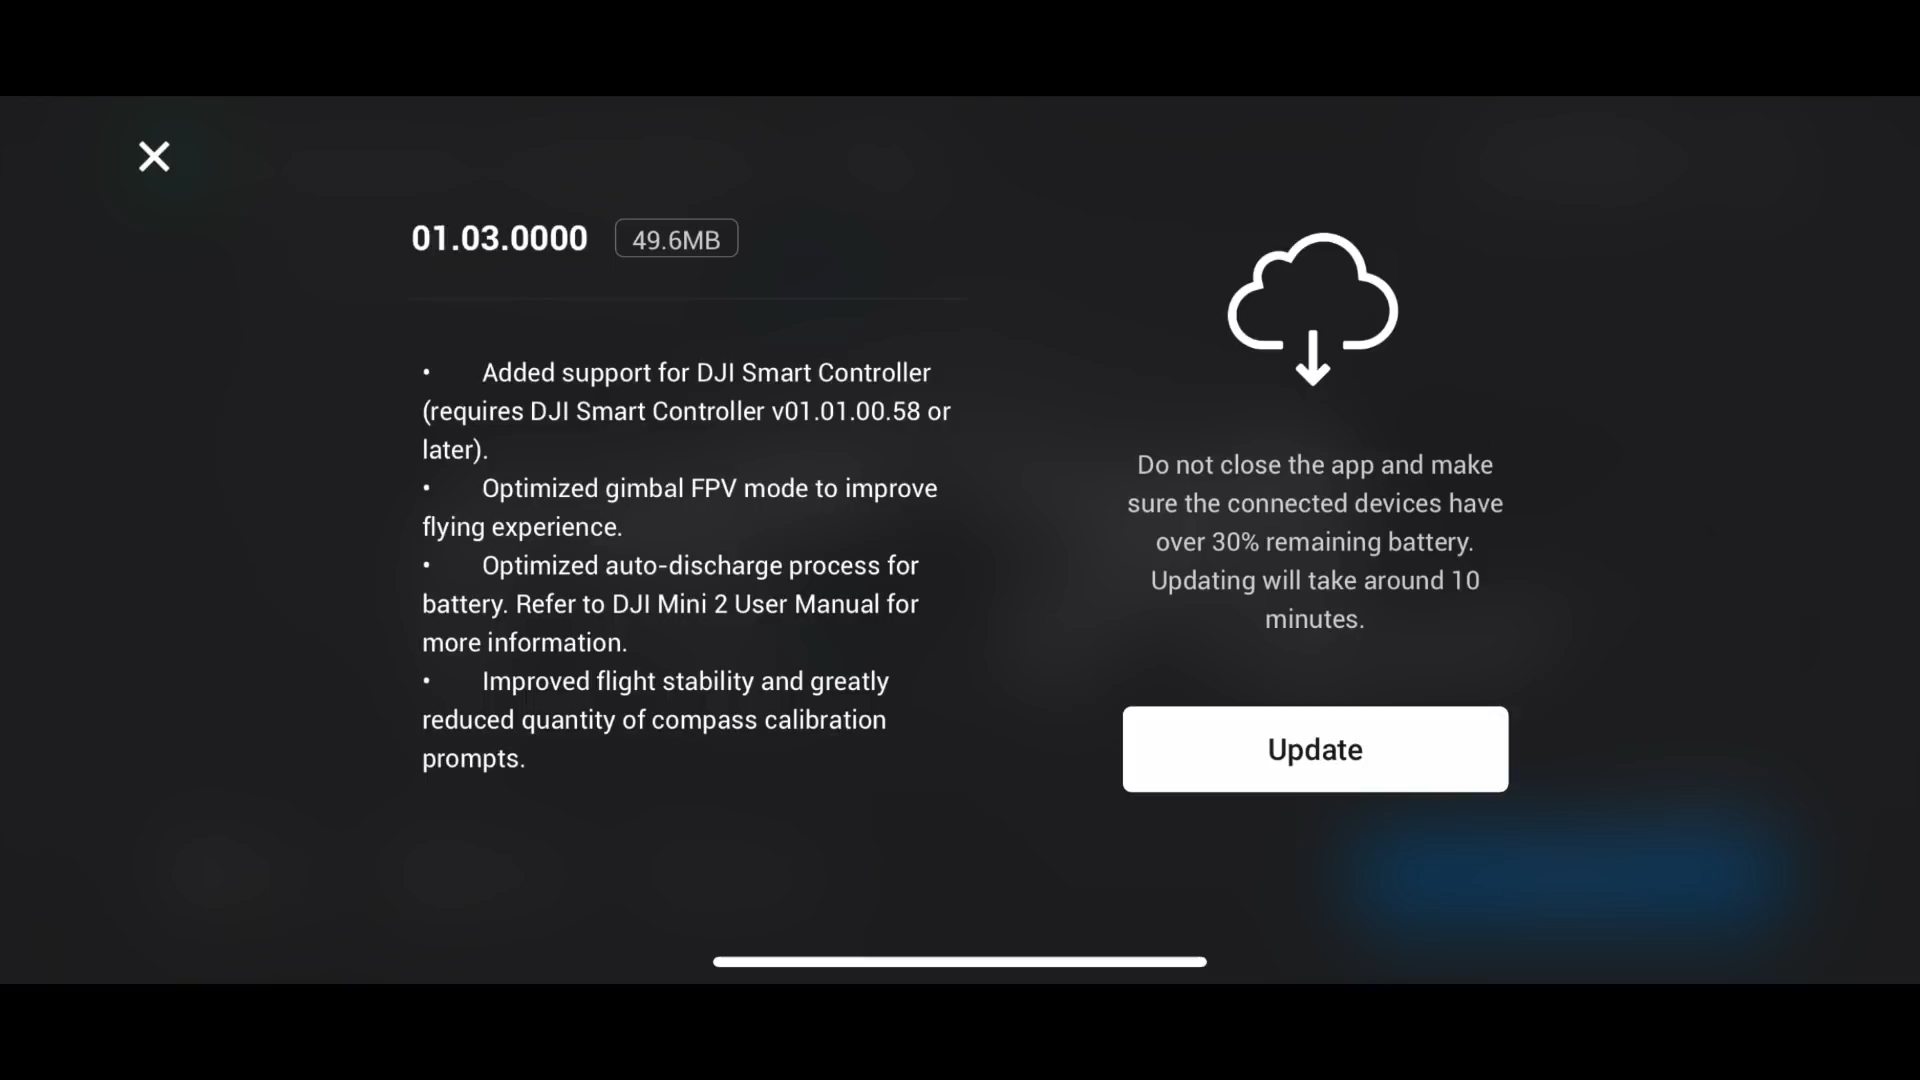 01.03.0000 49.6MB
• Added support for DJI Smart Controller
(requires DJI Smart Controller v01.01.00.58 or
later).
• Optimized gimbal FPV mode to improve
flying experience.
• Optimized auto-discharge process for
battery. Refer to DJI Mini 2 User Manual for
more information.
• Improved flight stability and greatly
reduced quantity of compass calibration
prompts.
Do not close the app and make
sure the connected devices have
over 30% remaining battery.
Updating will take around 10
minutes.
Update